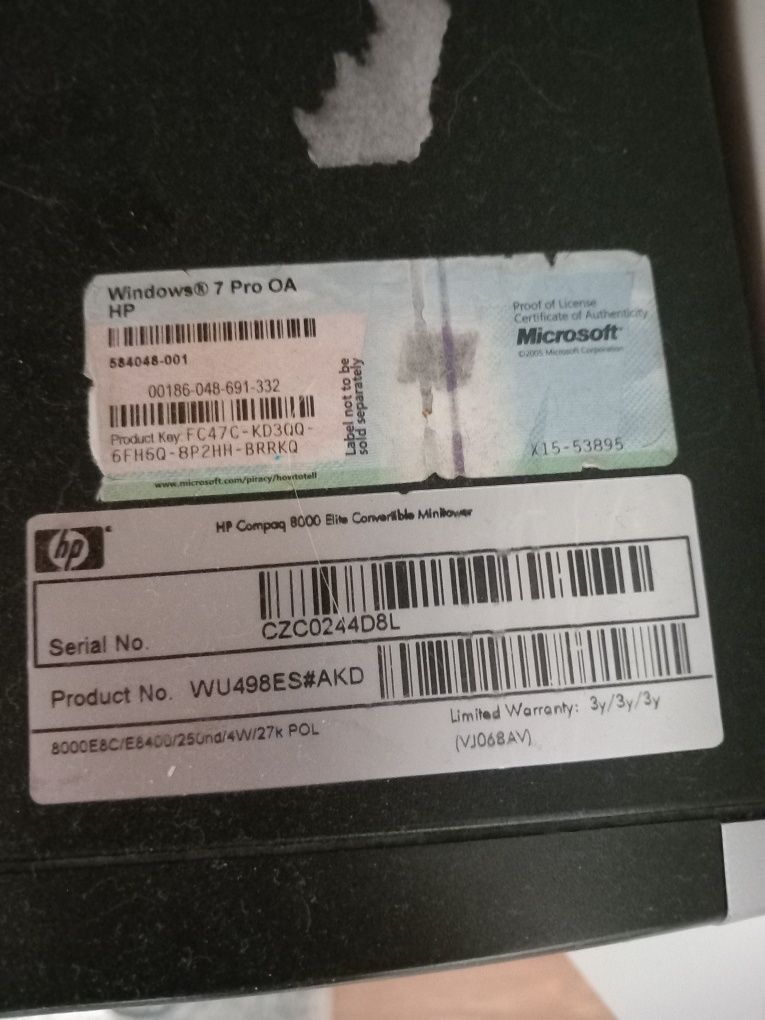 Windows® 7 Pro OA
HP
584048-001
00186-048-691-332
Product Key: FC47C-KD3QQ-
6FH6Q-8P2HH-BRRKQ
www.microsoft.com/piracy/howtotell
Label not to be
sold separately
Proof of License
Certificate of Authenticity
Microsoft
©2005 Microsoft Corporation
X15-53895
hp
HP Compaq 8000 Elite Convertible Minitower
Serial No.
CZC0244D8L
Product No. WU498ES#AKD
Limited Warranty: 3y/3y/3y
8000E8C/E8400/250nd/4W/27k POL
(VJ068AV)